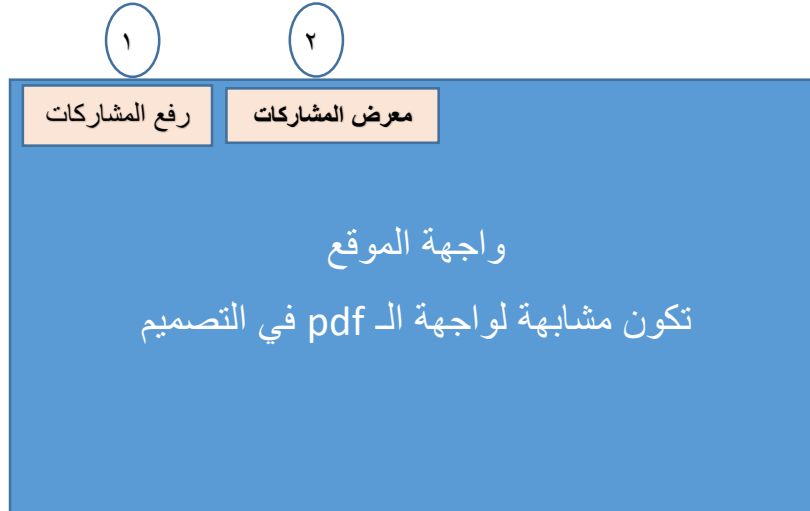 ١
٢
رفع المشاركات
معرض المشاركات
واجهة الموقع
تكون مشابهة لواجهة الـ pdf في التصميم